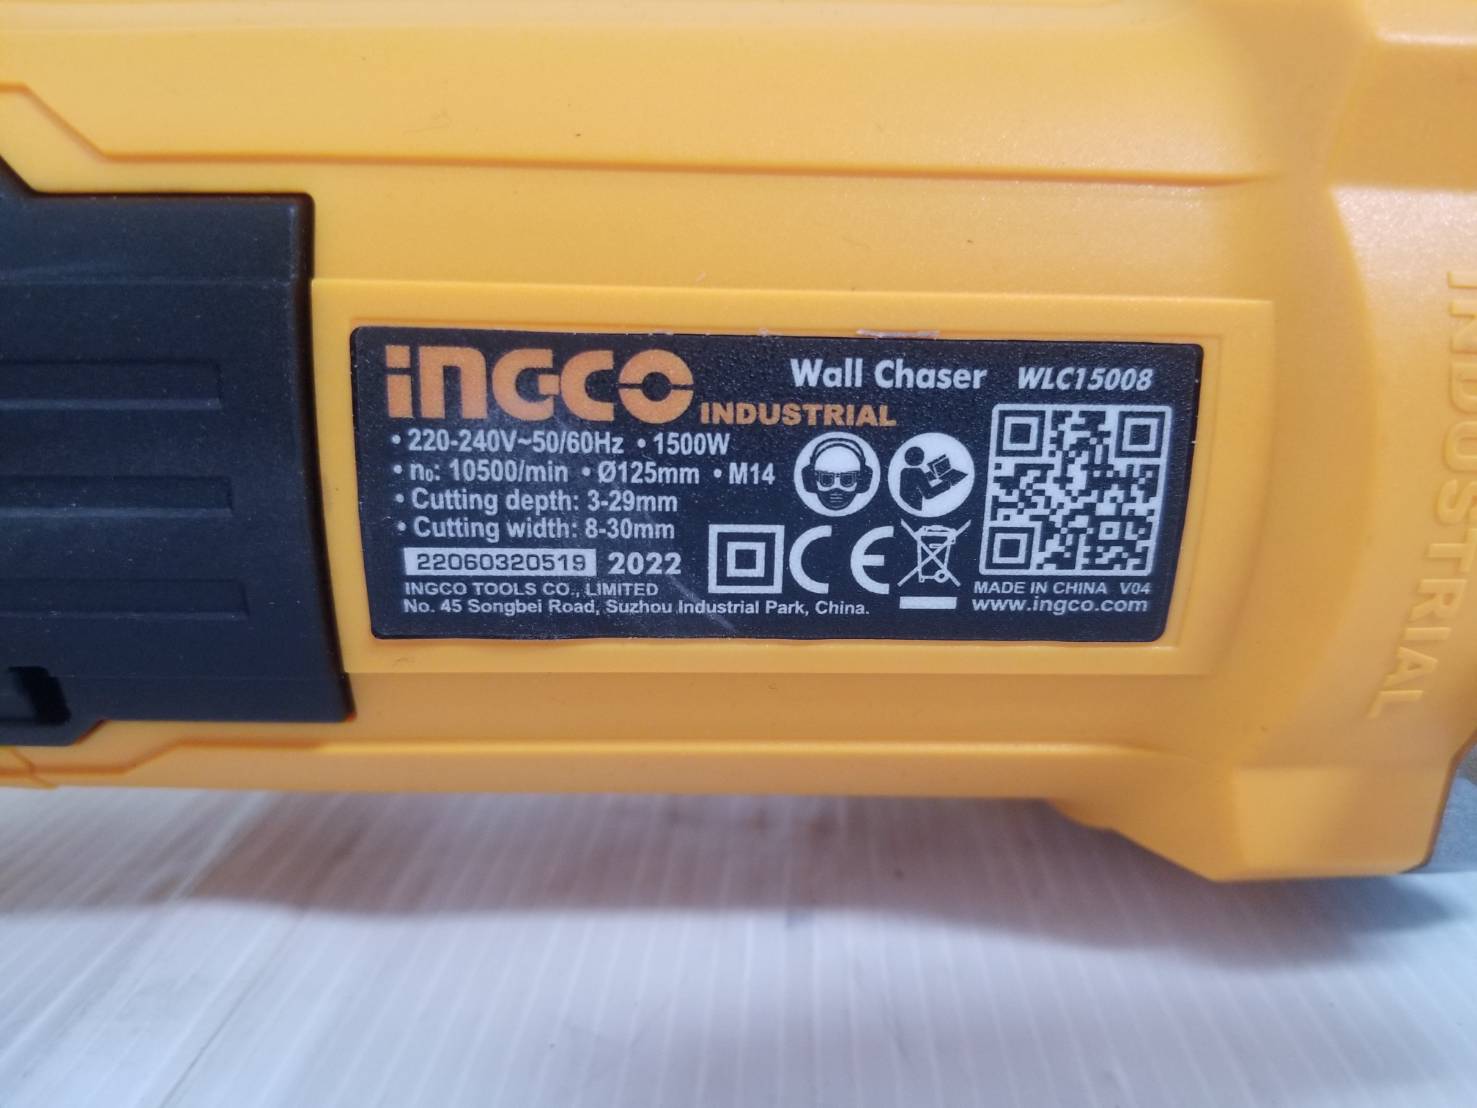 INGCO INDUSTRIAL
Wall Chaser WLC15008
• 220-240V~50/60Hz • 1500W
• n₀: 10500/min • Ø125mm • M14
• Cutting depth: 3-29mm
• Cutting width: 8-30mm
22060320519 2022
INGCO TOOLS CO., LIMITED
No. 45 Songbei Road, Suzhou Industrial Park, China.
CE
MADE IN CHINA V04
www.ingco.com
INDUSTRIAL